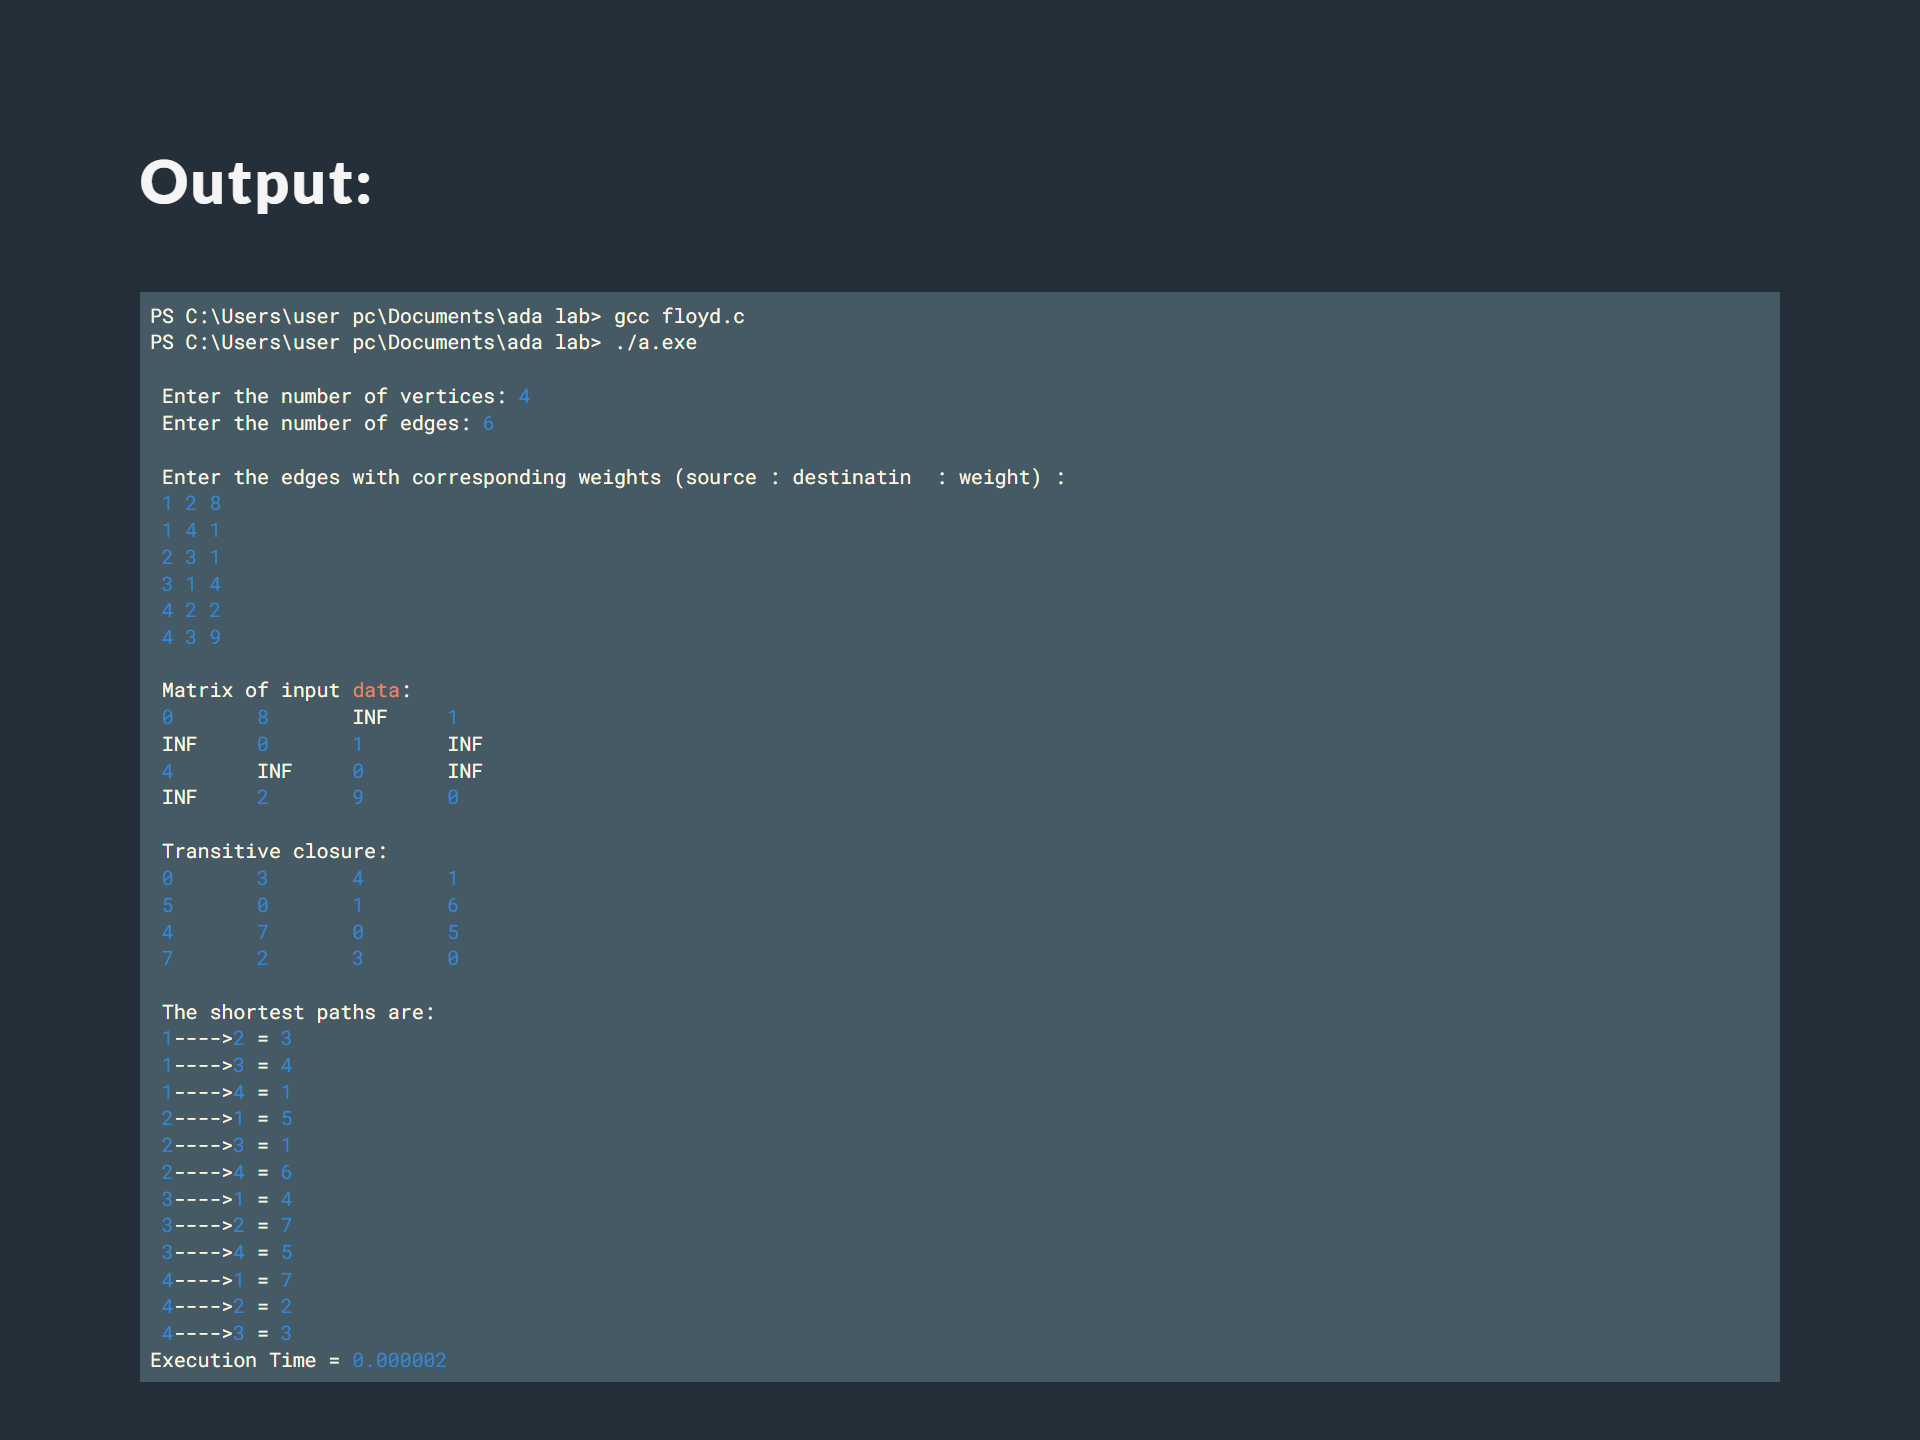 Output:
PS C:\Users\user pc\Documents\ada lab> gcc floyd.c
PS C:\Users\user pc\Documents\ada lab> ./a.exe
Enter the number of vertices: 4
Enter the number of edges: 6
Enter the edges with corresponding weights (source : destinatin  : weight) :
1 2 8
1 4 1
2 3 1
3 1 4
4 2 2
4 3 9
Matrix of input data:
0       8       INF     1
INF     0       1       INF
4       INF     0       INF
INF     2       9       0
Transitive closure:
0       3       4       1
5       0       1       6
4       7       0       5
7       2       3       0
The shortest paths are:
1---->2 = 3
1---->3 = 4
1---->4 = 1
2---->1 = 5
2---->3 = 1
2---->4 = 6
3---->1 = 4
3---->2 = 7
3---->4 = 5
4---->1 = 7
4---->2 = 2
4---->3 = 3
Execution Time = 0.000002